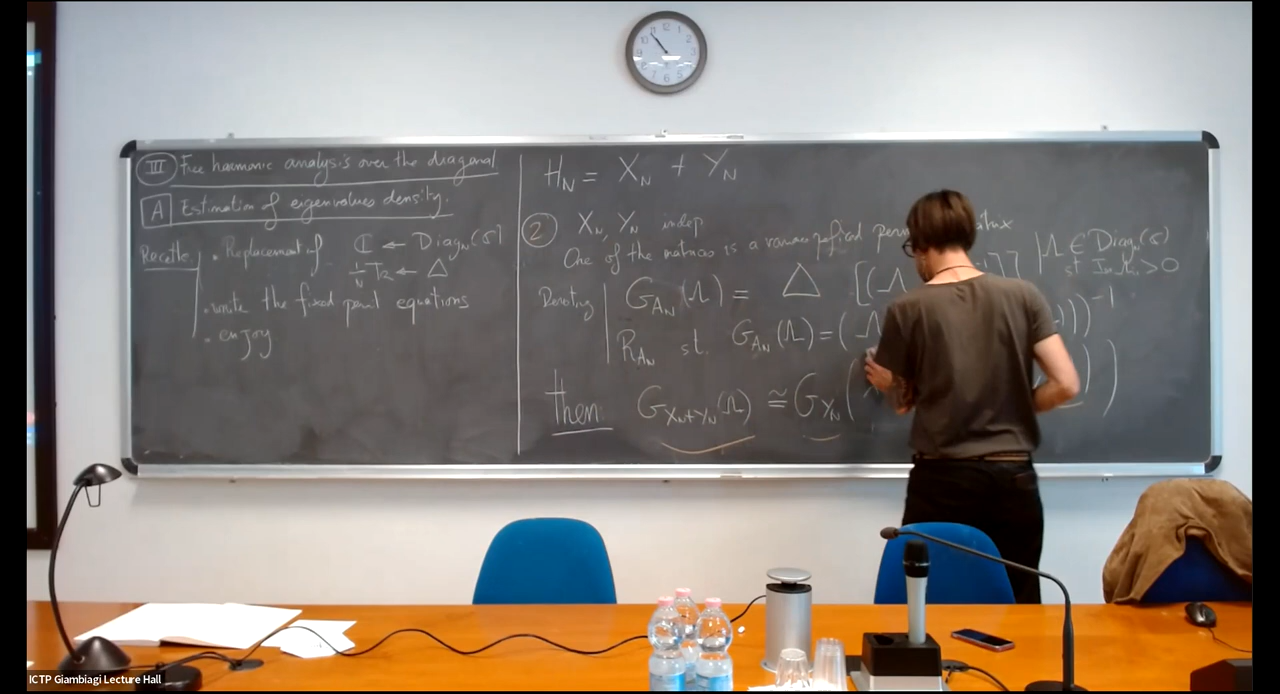 III Free harmonic analysis over the diagonal
A Estimation of eigenvalues density.
Recette • Replacement of ℂ ← Diag_N(ℂ)
1/N Tr ← Δ
• write the fixed point equations
• enjoy
H_N = X_N + Y_N
2 X_N, Y_N indep
One of the matrices is a variance
Denoting G_{A_N}(Λ) = Δ [(Λ | Λ ∈ Diag_N(ℂ)
st Im Λ > 0
R_{A_N} st. G_{A_N}(Λ) = (Λ ))^{-1}
then G_{X_N+Y_N}(Λ) ≅ G_{Y_N}( )
ICTP Giambiagi Lecture Hall